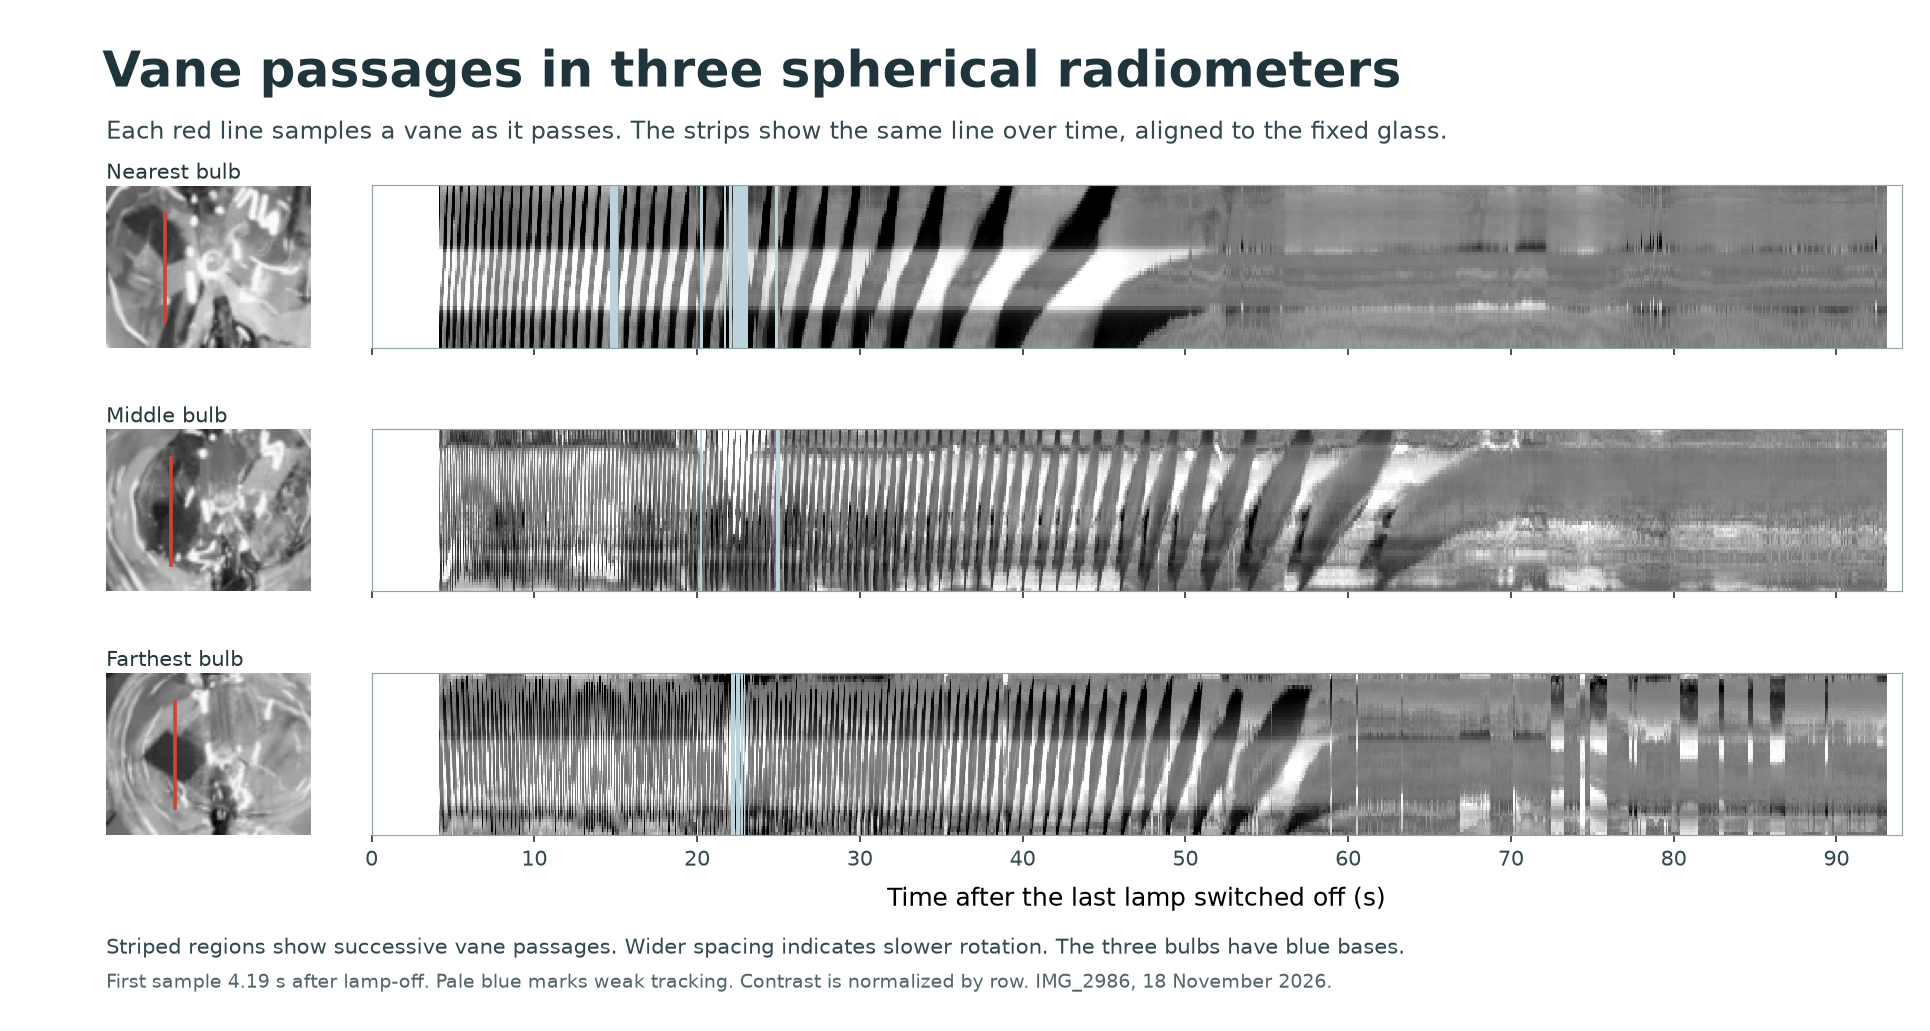 Vane passages in three spherical radiometers
Each red line samples a vane as it passes. The strips show the same line over time, aligned to the fixed glass.
Nearest bulb
Middle bulb
Farthest bulb
0 10 20 30 40 50 60 70 80 90
Time after the last lamp switched off (s)
Striped regions show successive vane passages. Wider spacing indicates slower rotation. The three bulbs have blue bases.
First sample 4.19 s after lamp-off. Pale blue marks weak tracking. Contrast is normalized by row. IMG_2986, 18 November 2026.